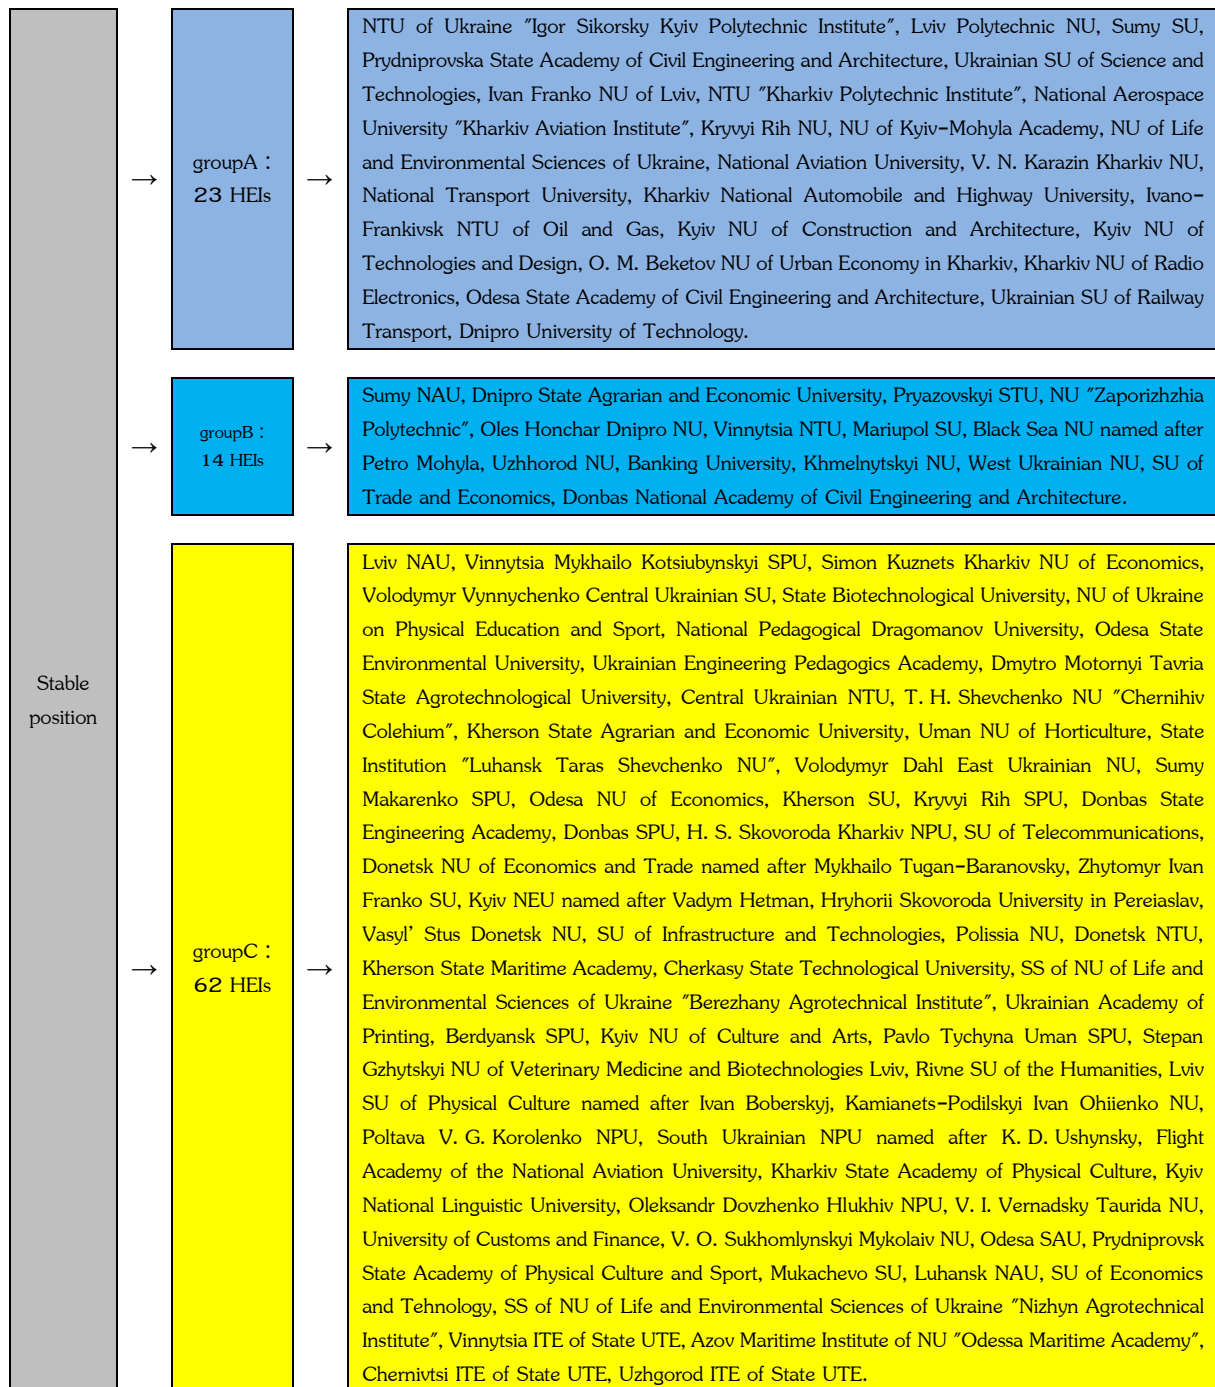 Stable
position
→
groupA :
23 HEIs
→
NTU of Ukraine "Igor Sikorsky Kyiv Polytechnic Institute", Lviv Polytechnic NU, Sumy SU,
Prydniprovska State Academy of Civil Engineering and Architecture, Ukrainian SU of Science and
Technologies, Ivan Franko NU of Lviv, NTU "Kharkiv Polytechnic Institute", National Aerospace
University "Kharkiv Aviation Institute", Kryvyi Rih NU, NU of Kyiv-Mohyla Academy, NU of Life
and Environmental Sciences of Ukraine, National Aviation University, V. N. Karazin Kharkiv NU,
National Transport University, Kharkiv National Automobile and Highway University, Ivano-
Frankivsk NTU of Oil and Gas, Kyiv NU of Construction and Architecture, Kyiv NU of
Technologies and Design, O. M. Beketov NU of Urban Economy in Kharkiv, Kharkiv NU of Radio
Electronics, Odesa State Academy of Civil Engineering and Architecture, Ukrainian SU of Railway
Transport, Dnipro University of Technology.
→
groupB :
14 HEIs
→
Sumy NAU, Dnipro State Agrarian and Economic University, Pryazovskyi STU, NU "Zaporizhzhia
Polytechnic", Oles Honchar Dnipro NU, Vinnytsia NTU, Mariupol SU, Black Sea NU named after
Petro Mohyla, Uzhhorod NU, Banking University, Khmelnytskyi NU, West Ukrainian NU, SU of
Trade and Economics, Donbas National Academy of Civil Engineering and Architecture.
→
groupC :
62 HEIs
→
Lviv NAU, Vinnytsia Mykhailo Kotsiubynskyi SPU, Simon Kuznets Kharkiv NU of Economics,
Volodymyr Vynnychenko Central Ukrainian SU, State Biotechnological University, NU of Ukraine
on Physical Education and Sport, National Pedagogical Dragomanov University, Odesa State
Environmental University, Ukrainian Engineering Pedagogics Academy, Dmytro Motornyi Tavria
State Agrotechnological University, Central Ukrainian NTU, T. H. Shevchenko NU "Chernihiv
Colehium", Kherson State Agrarian and Economic University, Uman NU of Horticulture, State
Institution "Luhansk Taras Shevchenko NU", Volodymyr Dahl East Ukrainian NU, Sumy
Makarenko SPU, Odesa NU of Economics, Kherson SU, Kryvyi Rih SPU, Donbas State
Engineering Academy, Donbas SPU, H. S. Skovoroda Kharkiv NPU, SU of Telecommunications,
Donetsk NU of Economics and Trade named after Mykhailo Tugan-Baranovsky, Zhytomyr Ivan
Franko SU, Kyiv NEU named after Vadym Hetman, Hryhorii Skovoroda University in Pereiaslav,
Vasyl' Stus Donetsk NU, SU of Infrastructure and Technologies, Polissia NU, Donetsk NTU,
Kherson State Maritime Academy, Cherkasy State Technological University, SS of NU of Life and
Environmental Sciences of Ukraine "Berezhany Agrotechnical Institute", Ukrainian Academy of
Printing, Berdyansk SPU, Kyiv NU of Culture and Arts, Pavlo Tychyna Uman SPU, Stepan
Gzhytskyi NU of Veterinary Medicine and Biotechnologies Lviv, Rivne SU of the Humanities, Lviv
SU of Physical Culture named after Ivan Boberskyj, Kamianets-Podilskyi Ivan Ohiienko NU,
Poltava V. G. Korolenko NPU, South Ukrainian NPU named after K. D. Ushynsky, Flight
Academy of the National Aviation University, Kharkiv State Academy of Physical Culture, Kyiv
National Linguistic University, Oleksandr Dovzhenko Hlukhiv NPU, V. I. Vernadsky Taurida NU,
University of Customs and Finance, V. O. Sukhomlynskyi Mykolaiv NU, Odesa SAU, Prydniprovsk
State Academy of Physical Culture and Sport, Mukachevo SU, Luhansk NAU, SU of Economics
and Tehnology, SS of NU of Life and Environmental Sciences of Ukraine "Nizhyn Agrotechnical
Institute", Vinnytsia ITE of State UTE, Azov Maritime Institute of NU "Odessa Maritime Academy",
Chernivtsi ITE of State UTE, Uzhgorod ITE of State UTE.